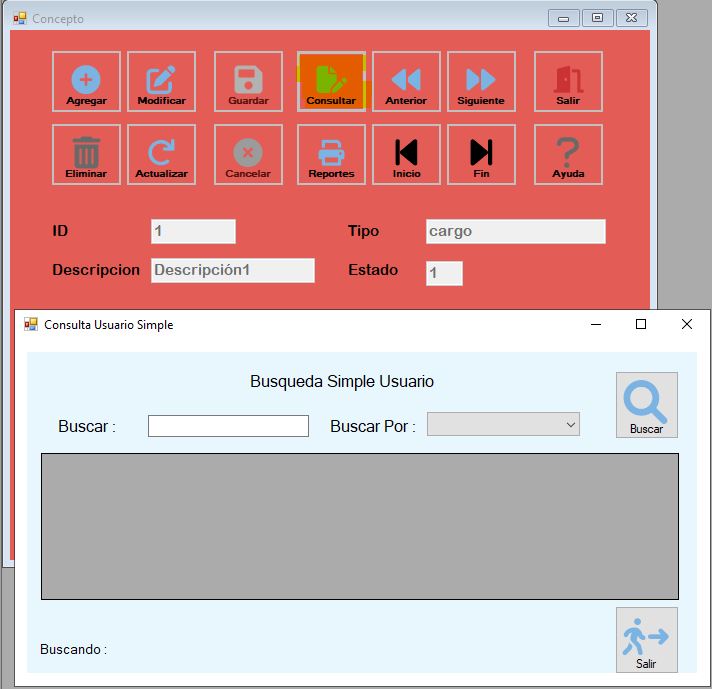 Concepto
Agregar Modificar Guardar Consultar Anterior Siguiente Salir
Eliminar Actualizar Cancelar Reportes Inicio Fin Ayuda
ID 1 Tipo cargo
Descripcion Descripción1 Estado 1
Consulta Usuario Simple
Busqueda Simple Usuario
Buscar : Buscar Por : Buscar
Buscando : Salir